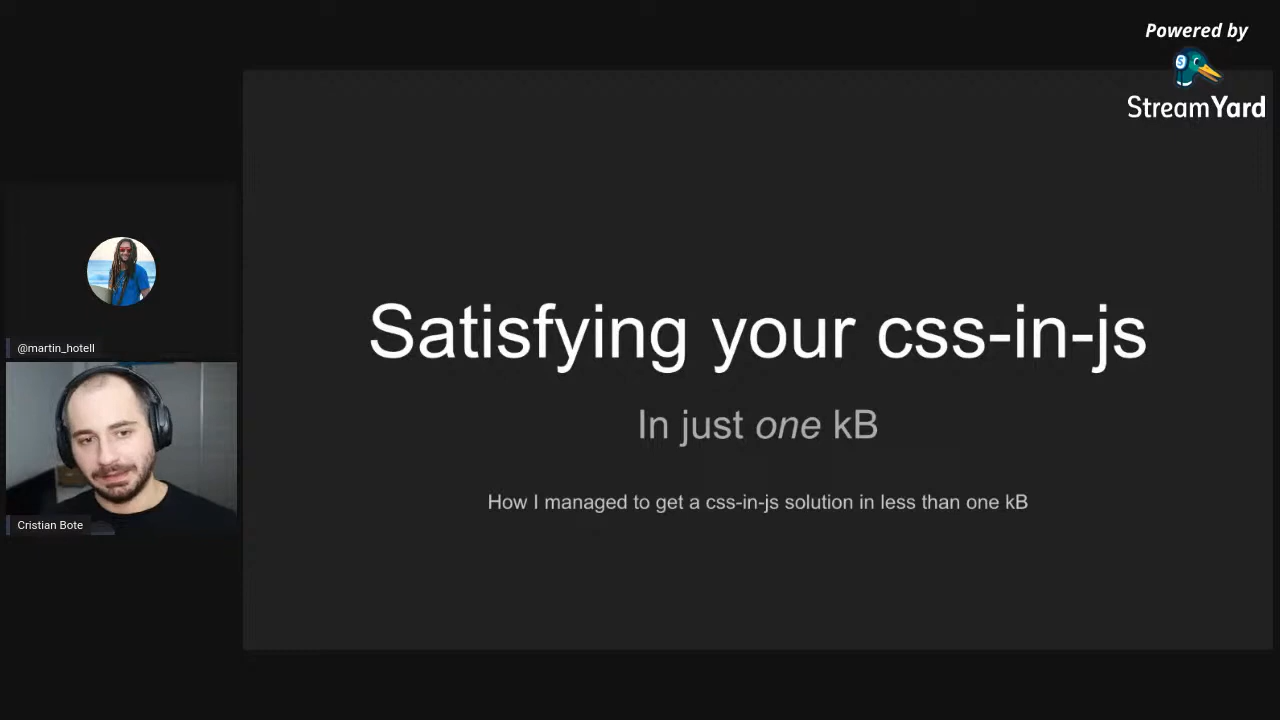 Powered by
StreamYard
Satisfying your css-in-js
In just one kB
How I managed to get a css-in-js solution in less than one kB
@martin_hotell
Cristian Bote